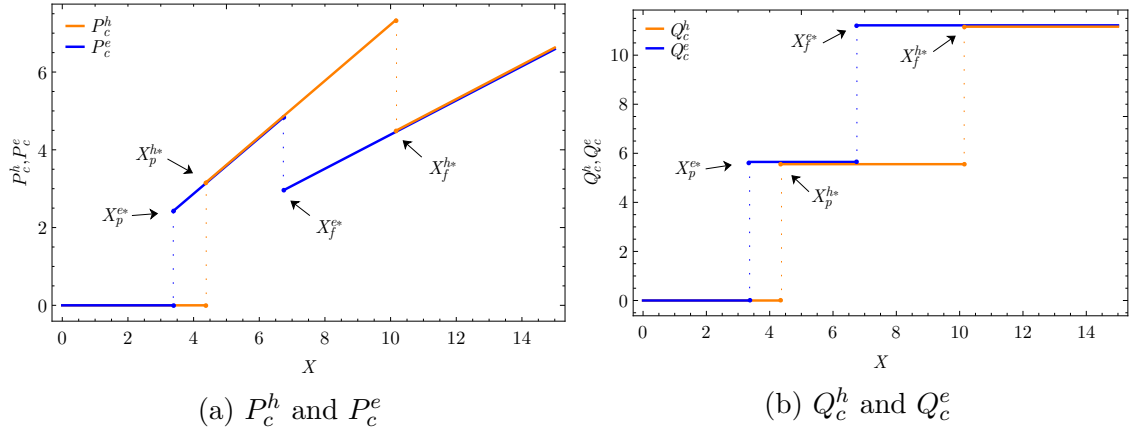 P_c^h
P_c^e
P_c^h, P_c^e
X_p^{h*}
X_p^{e*}
X_f^{h*}
X_f^{e*}
0
2
4
6
0 2 4 6 8 10 12 14
X
(a) P_c^h and P_c^e
Q_c^h
Q_c^e
Q_c^h, Q_c^e
X_f^{e*}
X_f^{h*}
X_p^{e*}
X_p^{h*}
10
8
6
4
2
0
0 2 4 6 8 10 12 14
X
(b) Q_c^h and Q_c^e